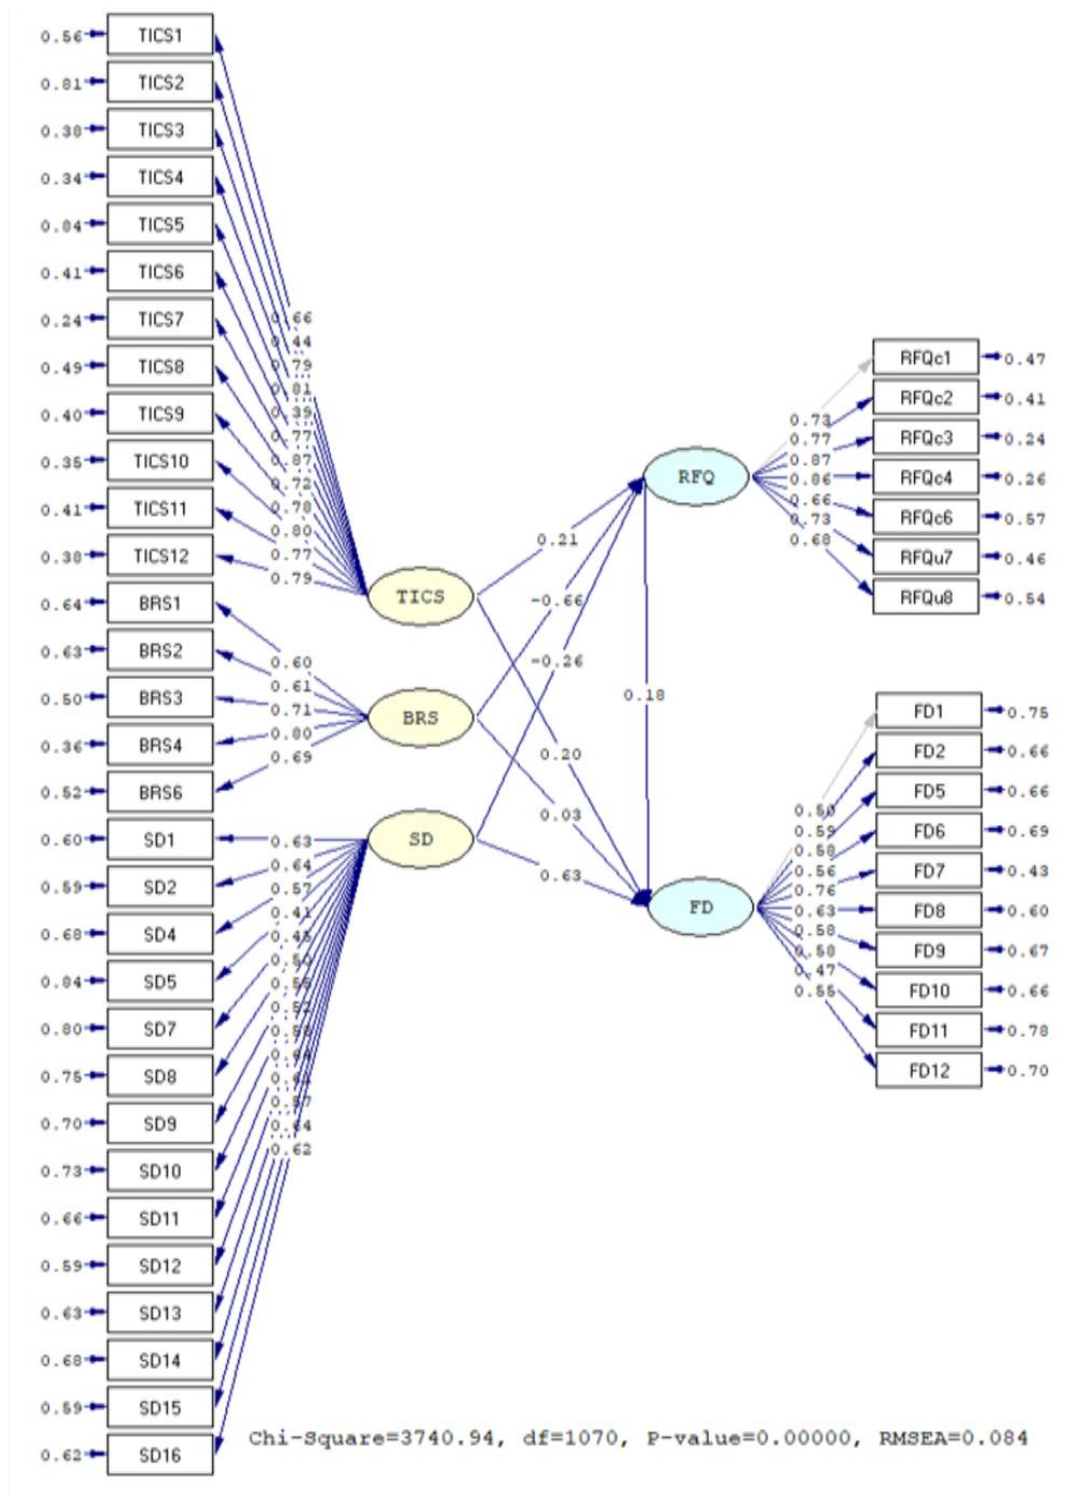 0.56 TICS1
0.81 TICS2
0.38 TICS3
0.34 TICS4
0.84 TICS5
0.41 TICS6
0.24 TICS7
0.49 TICS8
0.40 TICS9
0.35 TICS10
0.41 TICS11
0.38 TICS12
0.64 BRS1
0.63 BRS2
0.50 BRS3
0.36 BRS4
0.52 BRS6
0.60 SD1
0.59 SD2
0.68 SD4
0.84 SD5
0.80 SD7
0.75 SD8
0.70 SD9
0.73 SD10
0.66 SD11
0.59 SD12
0.63 SD13
0.68 SD14
0.59 SD15
0.62 SD16
0.66
0.44
0.79
0.81
0.39
0.77
0.87
0.72
0.78
0.80
0.77
0.79
0.60
0.61
0.71
0.80
0.69
0.63
0.64
0.57
0.41
0.50
0.52
0.64
0.57
0.64
0.62
TICS
BRS
SD
0.21
-0.66
-0.26
0.18
0.20
0.03
0.63
RFQ
FD
0.73
0.77
0.87
0.86
0.66
0.73
0.68
RFQc1 0.47
RFQc2 0.41
RFQc3 0.24
RFQc4 0.26
RFQc6 0.57
RFQu7 0.46
RFQu8 0.54
0.50
0.59
0.58
0.56
0.76
0.63
0.58
0.58
0.47
0.55
FD1 0.75
FD2 0.66
FD5 0.66
FD6 0.69
FD7 0.43
FD8 0.60
FD9 0.67
FD10 0.66
FD11 0.78
FD12 0.70
Chi-Square=3740.94, df=1070, P-value=0.00000, RMSEA=0.084